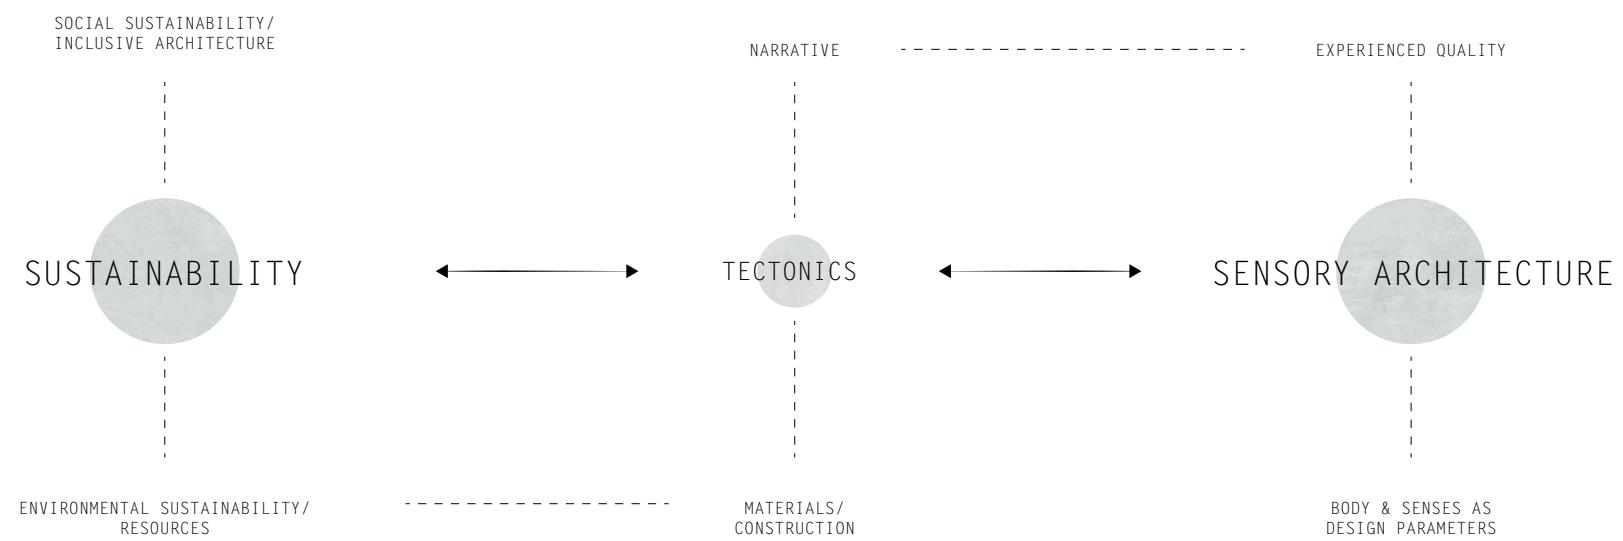 SOCIAL SUSTAINABILITY/
INCLUSIVE ARCHITECTURE
NARRATIVE
EXPERIENCED QUALITY
SUSTAINABILITY
TECTONICS
SENSORY ARCHITECTURE
ENVIRONMENTAL SUSTAINABILITY/
RESOURCES
MATERIALS/
CONSTRUCTION
BODY & SENSES AS
DESIGN PARAMETERS